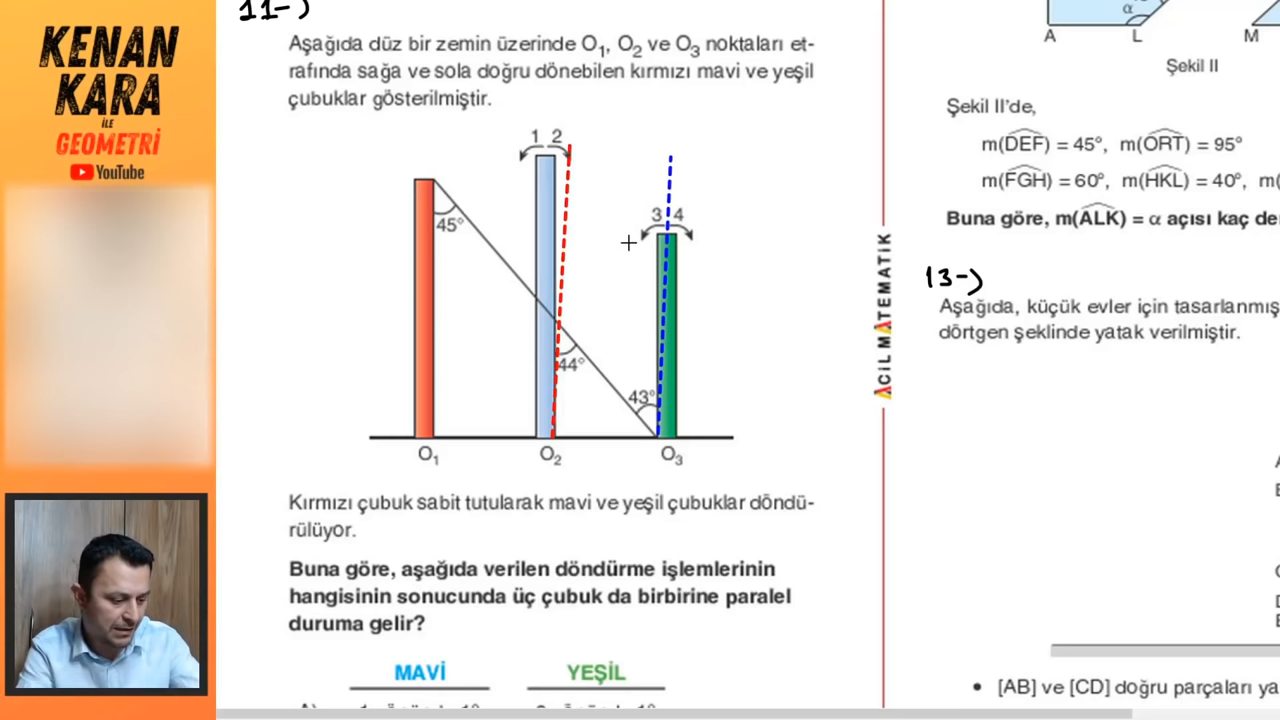 KENAN
KARA
İLE
GEOMETRİ
YouTube
11-)
Aşağıda düz bir zemin üzerinde O₁, O₂ ve O₃ noktaları et-
rafında sağa ve sola doğru dönebilen kırmızı mavi ve yeşil
çubuklar gösterilmiştir.
1 2
3 4
45°
44°
43°
O₁ O₂ O₃
Kırmızı çubuk sabit tutularak mavi ve yeşil çubuklar döndü-
rülüyor.
Buna göre, aşağıda verilen döndürme işlemlerinin
hangisinin sonucunda üç çubuk da birbirine paralel
duruma gelir?
MAVİ YEŞİL
ACİL MATEMATİK
α
A L M
Şekil II
Şekil II'de,
m(DEF) = 45°, m(ORT) = 95°
m(FGH) = 60°, m(HKL) = 40°,
Buna göre, m(ALK) = α açısı kaç
13-)
Aşağıda, küçük evler için tasarlanmış
dörtgen şeklinde yatak verilmiştir.
• [AB] ve [CD] doğru parçaları